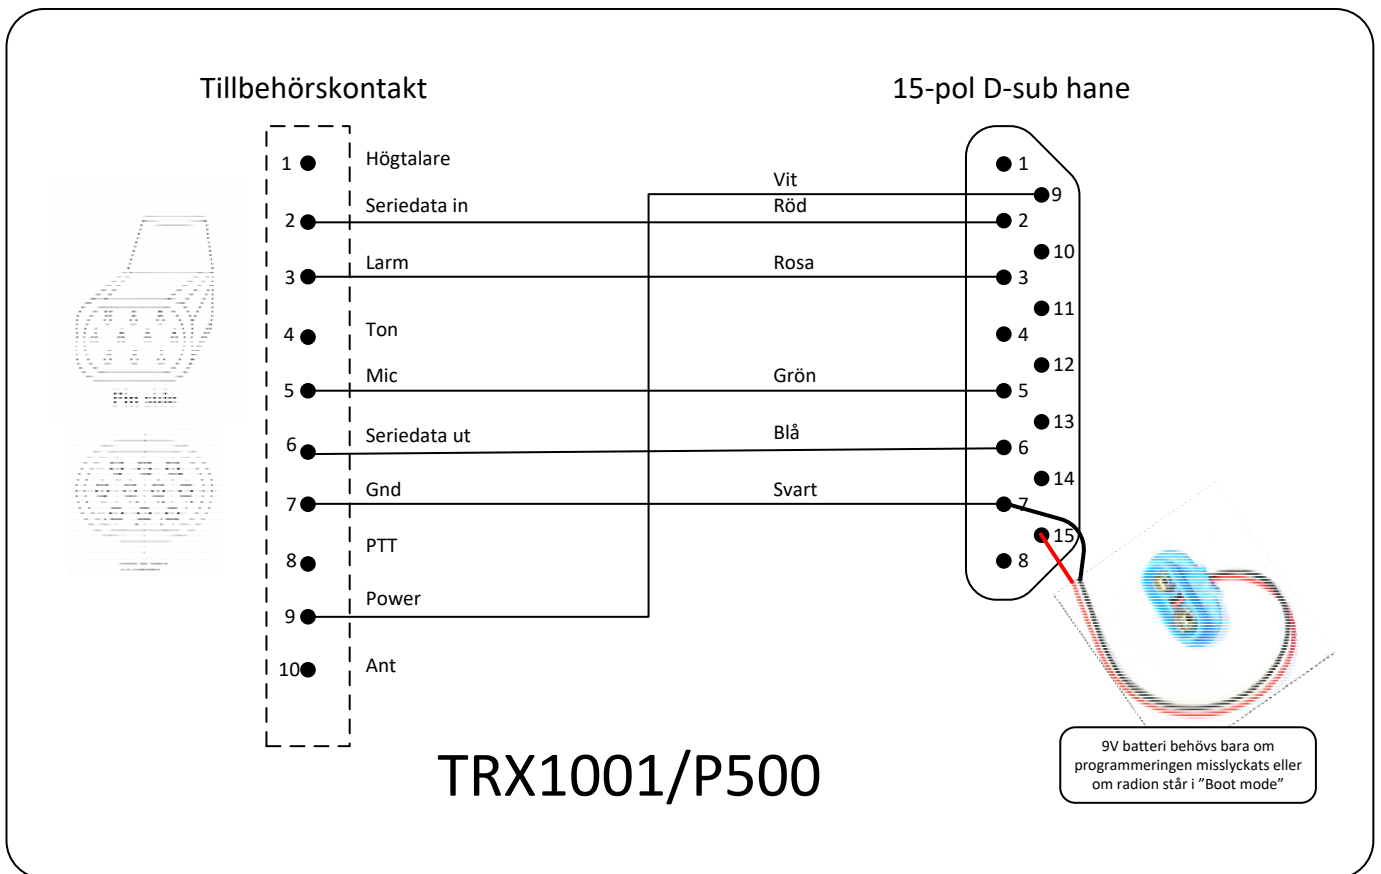 Tillbehörskontakt
15-pol D-sub hane
1
Högtalare
2
Seriedata in
3
Larm
4
Ton
5
Mic
6
Seriedata ut
7
Gnd
8
PTT
9
Power
10
Ant
Vit
Röd
Rosa
Grön
Blå
Svart
1
9
2
10
3
11
4
12
5
13
6
14
7
15
8
Pin side
TRX1001/P500
9V batteri behövs bara om
programmeringen misslyckats eller
om radion står i ”Boot mode”